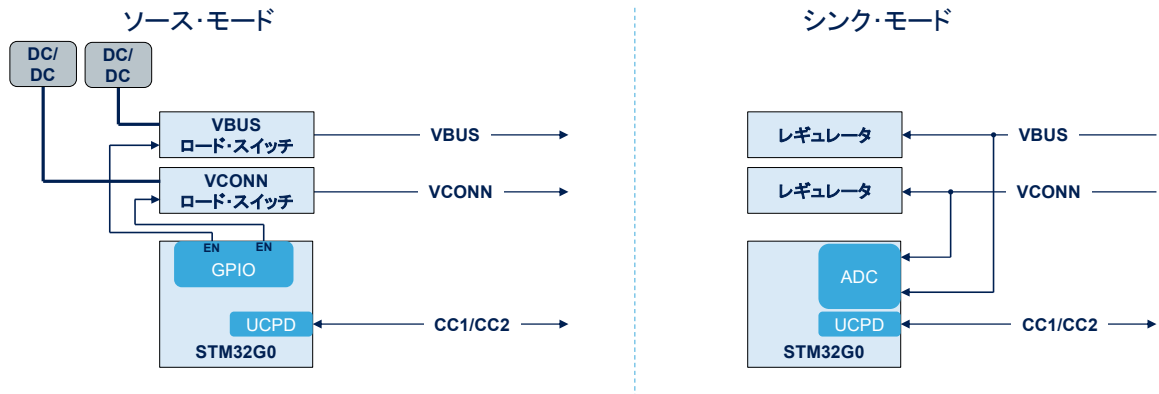 ソース・モード
DC/
DC
DC/
DC
VBUS
ロード・スイッチ
VBUS
VCONN
ロード・スイッチ
VCONN
EN
EN
GPIO
UCPD
CC1/CC2
STM32G0
シンク・モード
レギュレータ
VBUS
レギュレータ
VCONN
ADC
UCPD
CC1/CC2
STM32G0